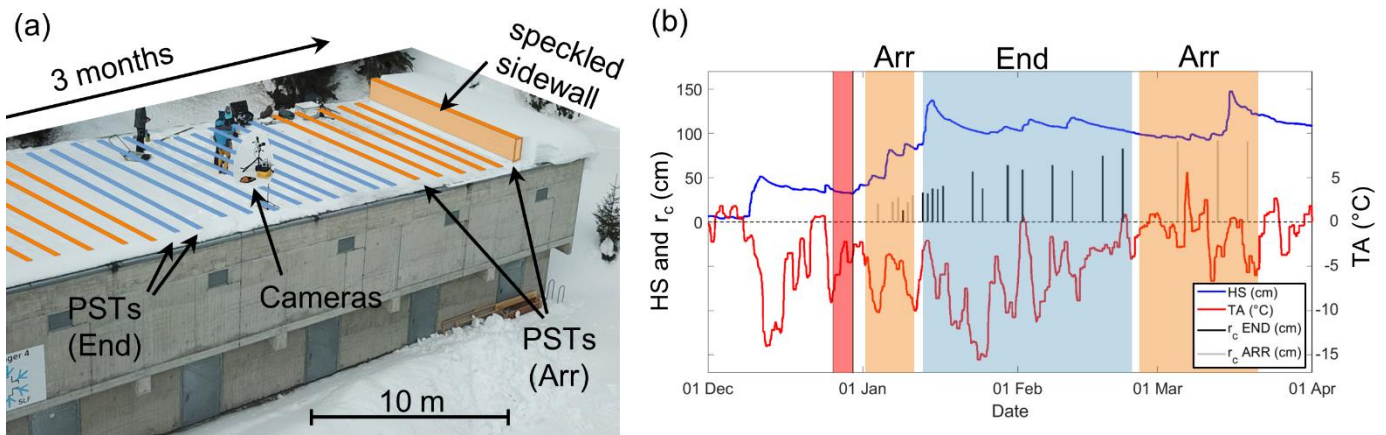 (a)
3 months
speckled
sidewall
PSTs
(End)
Cameras
PSTs
(Arr)
10 m
SLF
(b)
Arr
End
Arr
HS and r_c (cm)
150
100
50
0
5
0
-5
-10
-15
TA (°C)
HS (cm)
TA (°C)
r_c END (cm)
r_c ARR (cm)
01 Dec
01 Jan
01 Feb
01 Mar
01 Apr
Date